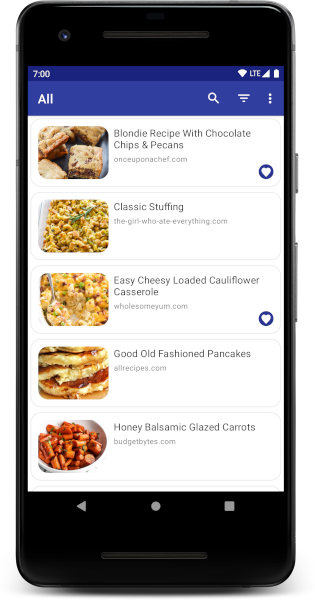 7:00
LTE
All
Blondie Recipe With Chocolate
Chips & Pecans
onceuponachef.com
Classic Stuffing
the-girl-who-ate-everything.com
Easy Cheesy Loaded Cauliflower
Casserole
wholesomeyum.com
Good Old Fashioned Pancakes
allrecipes.com
Honey Balsamic Glazed Carrots
budgetbytes.com